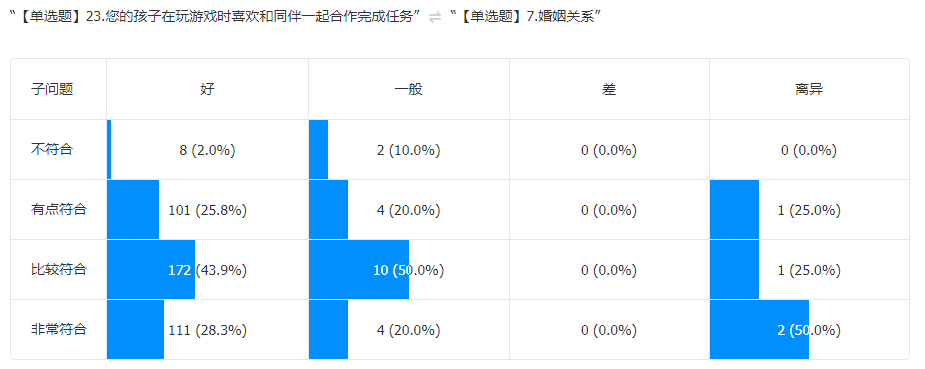 “【单选题】23.您的孩子在玩游戏时喜欢和同伴一起合作完成任务” ⇌ “【单选题】7.婚姻关系”
子问题 好 一般 差 离异
不符合 8 (2.0%) 2 (10.0%) 0 (0.0%) 0 (0.0%)
有点符合 101 (25.8%) 4 (20.0%) 0 (0.0%) 1 (25.0%)
比较符合 172 (43.9%) 10 (50.0%) 0 (0.0%) 1 (25.0%)
非常符合 111 (28.3%) 4 (20.0%) 0 (0.0%) 2 (50.0%)